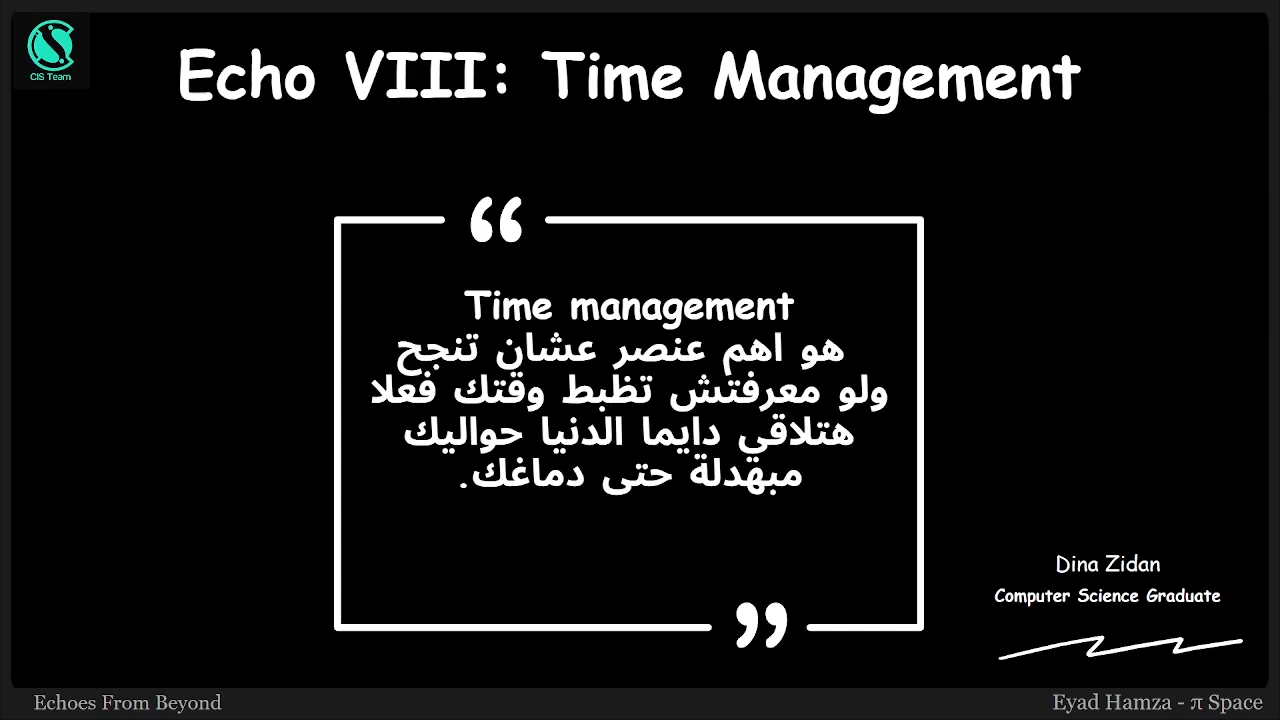 CIS Team
Echo VIII: Time Management
“
Time management
هو اهم عنصر عشان تنجح
ولو معرفتش تظبط وقتك فعلا
هتلاقي دايما الدنيا حواليك
مبهدلة حتى دماغك.
”
Dina Zidan
Computer Science Graduate
Echoes From Beyond
Eyad Hamza - π Space